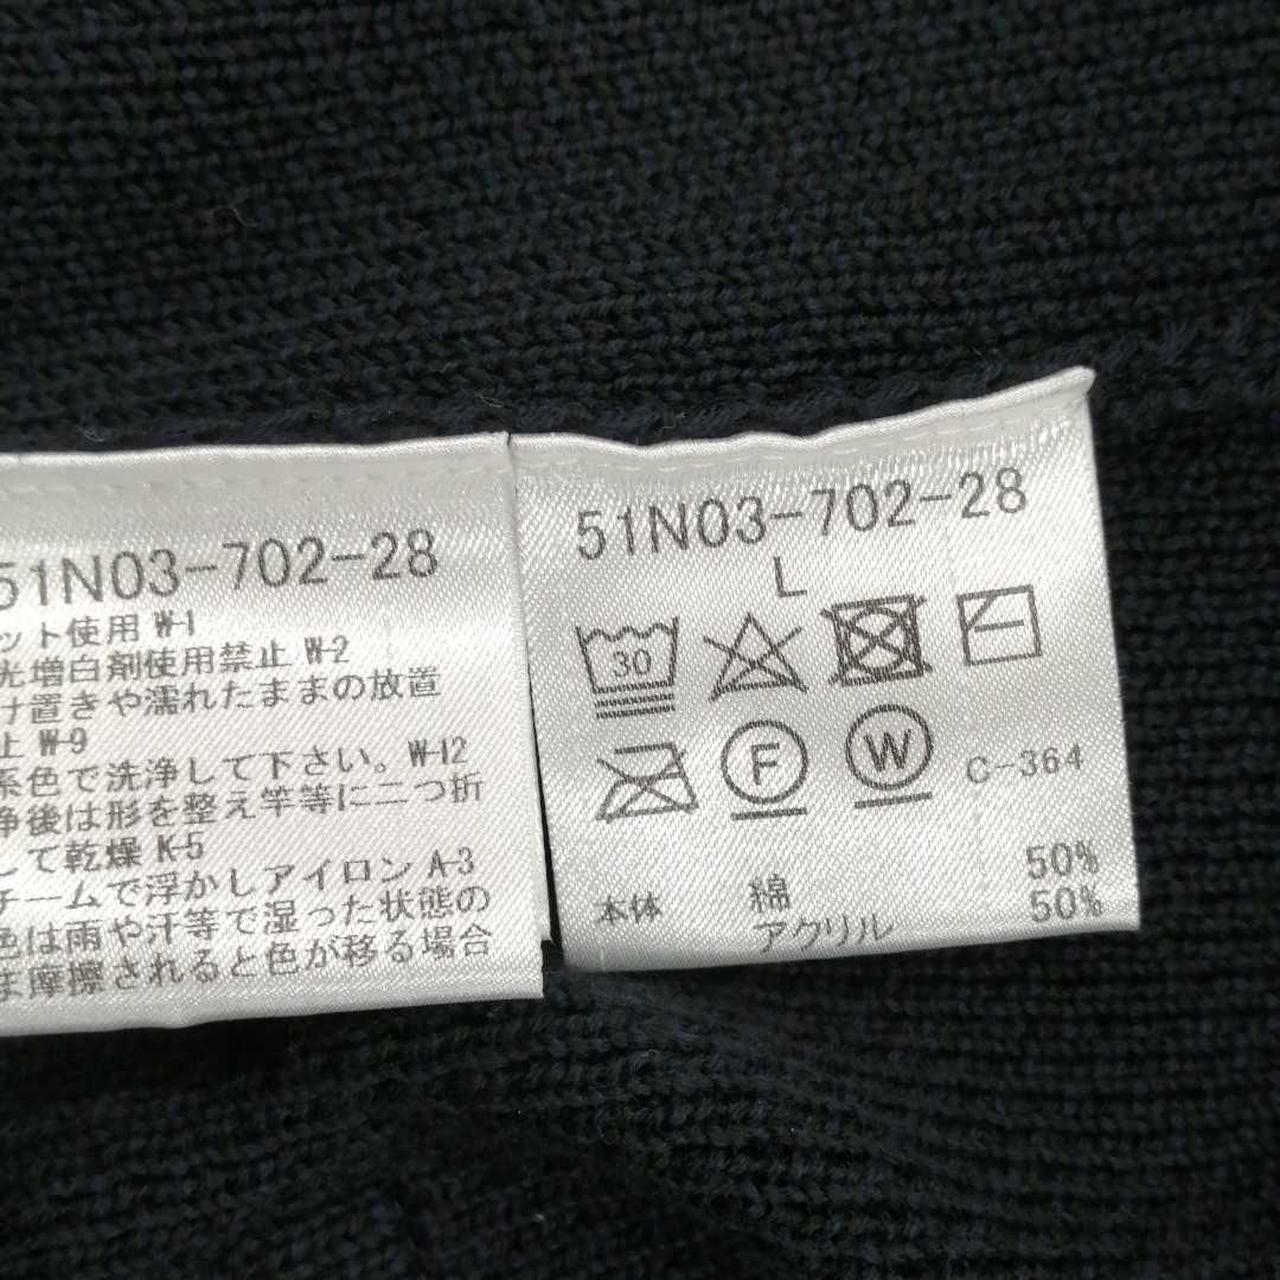 51N03-702-28
ット使用 W-1
光増白剤使用禁止 W-2
け置きや濡れたままの放置
止 W-9
系色で洗浄して下さい。W-12
浄後は形を整え竿等に二つ折
して乾燥 K-5
チームで浮かしアイロン A-3
色は雨や汗等で湿った状態の
ま摩擦されると色が移る場合
51N03-702-28
L
30
F W C-364
本体 綿 50%
アクリル 50%